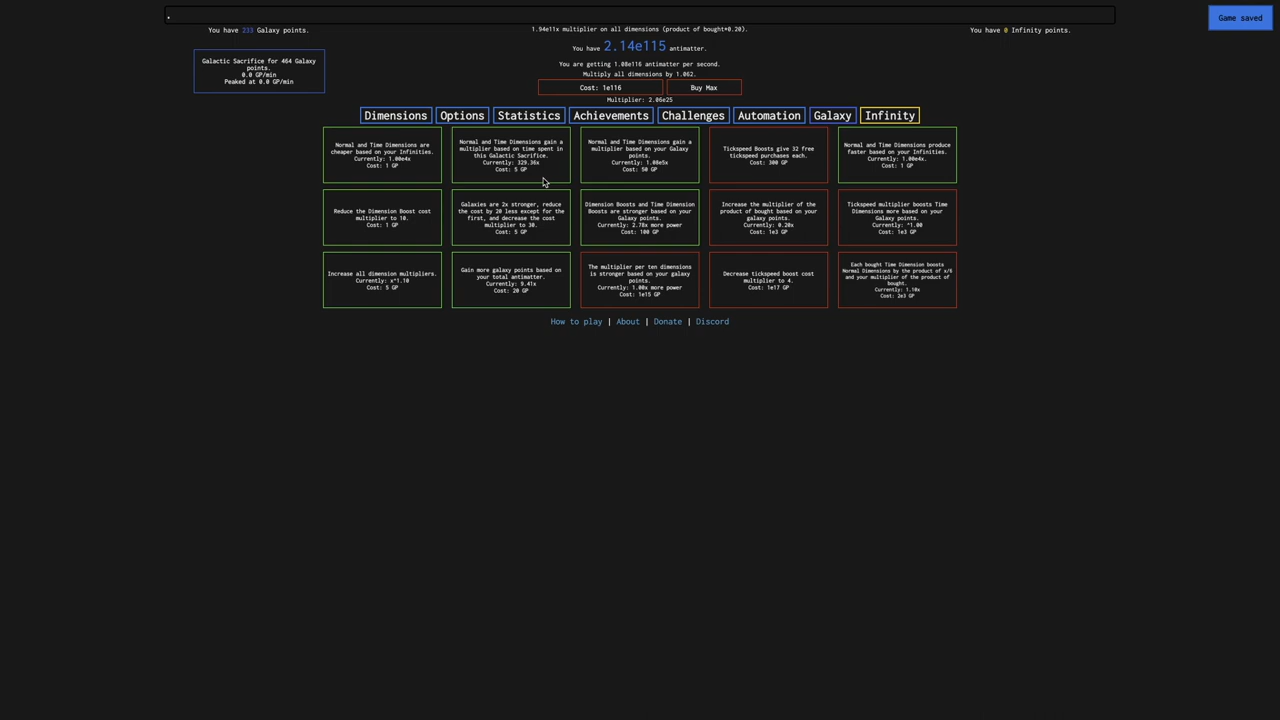 .
Game saved
You have 233 Galaxy points.
1.94e11x multiplier on all dimensions (product of bought*0.20).
You have 0 Infinity points.
You have 2.14e115 antimatter.
Galactic Sacrifice for 464 Galaxy
points.
0.0 GP/min
Peaked at 0.0 GP/min
You are getting 1.08e116 antimatter per second.
Multiply all dimensions by 1.062.
Cost: 1e116
Buy Max
Multiplier: 2.06e25
Dimensions
Options
Statistics
Achievements
Challenges
Automation
Galaxy
Infinity
Normal and Time Dimensions are
cheaper based on your Infinities.
Currently: 1.00e4x
Cost: 1 GP
Normal and Time Dimensions gain a
multiplier based on time spent in
this Galactic Sacrifice.
Currently: 329.36x
Cost: 5 GP
Normal and Time Dimensions gain a
multiplier based on your Galaxy
points.
Currently: 1.08e5x
Cost: 50 GP
Tickspeed Boosts give 32 free
tickspeed purchases each.
Cost: 300 GP
Normal and Time Dimensions produce
faster based on your Infinities.
Currently: 1.00e4x.
Cost: 1 GP
Reduce the Dimension Boost cost
multiplier to 10.
Cost: 1 GP
Galaxies are 2x stronger, reduce
the cost by 20 less except for the
first, and decrease the cost
multiplier to 30.
Cost: 5 GP
Dimension Boosts and Time Dimension
Boosts are stronger based on your
Galaxy points.
Currently: 2.78x more power
Cost: 100 GP
Increase the multiplier of the
product of bought based on your
galaxy points.
Currently: 0.20x
Cost: 1e3 GP
Tickspeed multiplier boosts Time
Dimensions more based on your
Galaxy points.
Currently: ^1.00
Cost: 1e3 GP
Increase all dimension multipliers.
Currently: x^1.10
Cost: 5 GP
Gain more galaxy points based on
your total antimatter.
Currently: 9.41x
Cost: 20 GP
The multiplier per ten dimensions
is stronger based on your galaxy
points.
Currently: 1.00x more power
Cost: 1e15 GP
Decrease tickspeed boost cost
multiplier to 4.
Cost: 1e17 GP
Each bought Time Dimension boosts
Normal Dimensions by the product of x/6
and your multiplier of the product of
bought.
Currently: 1.10x
Cost: 2e3 GP
How to play | About | Donate | Discord